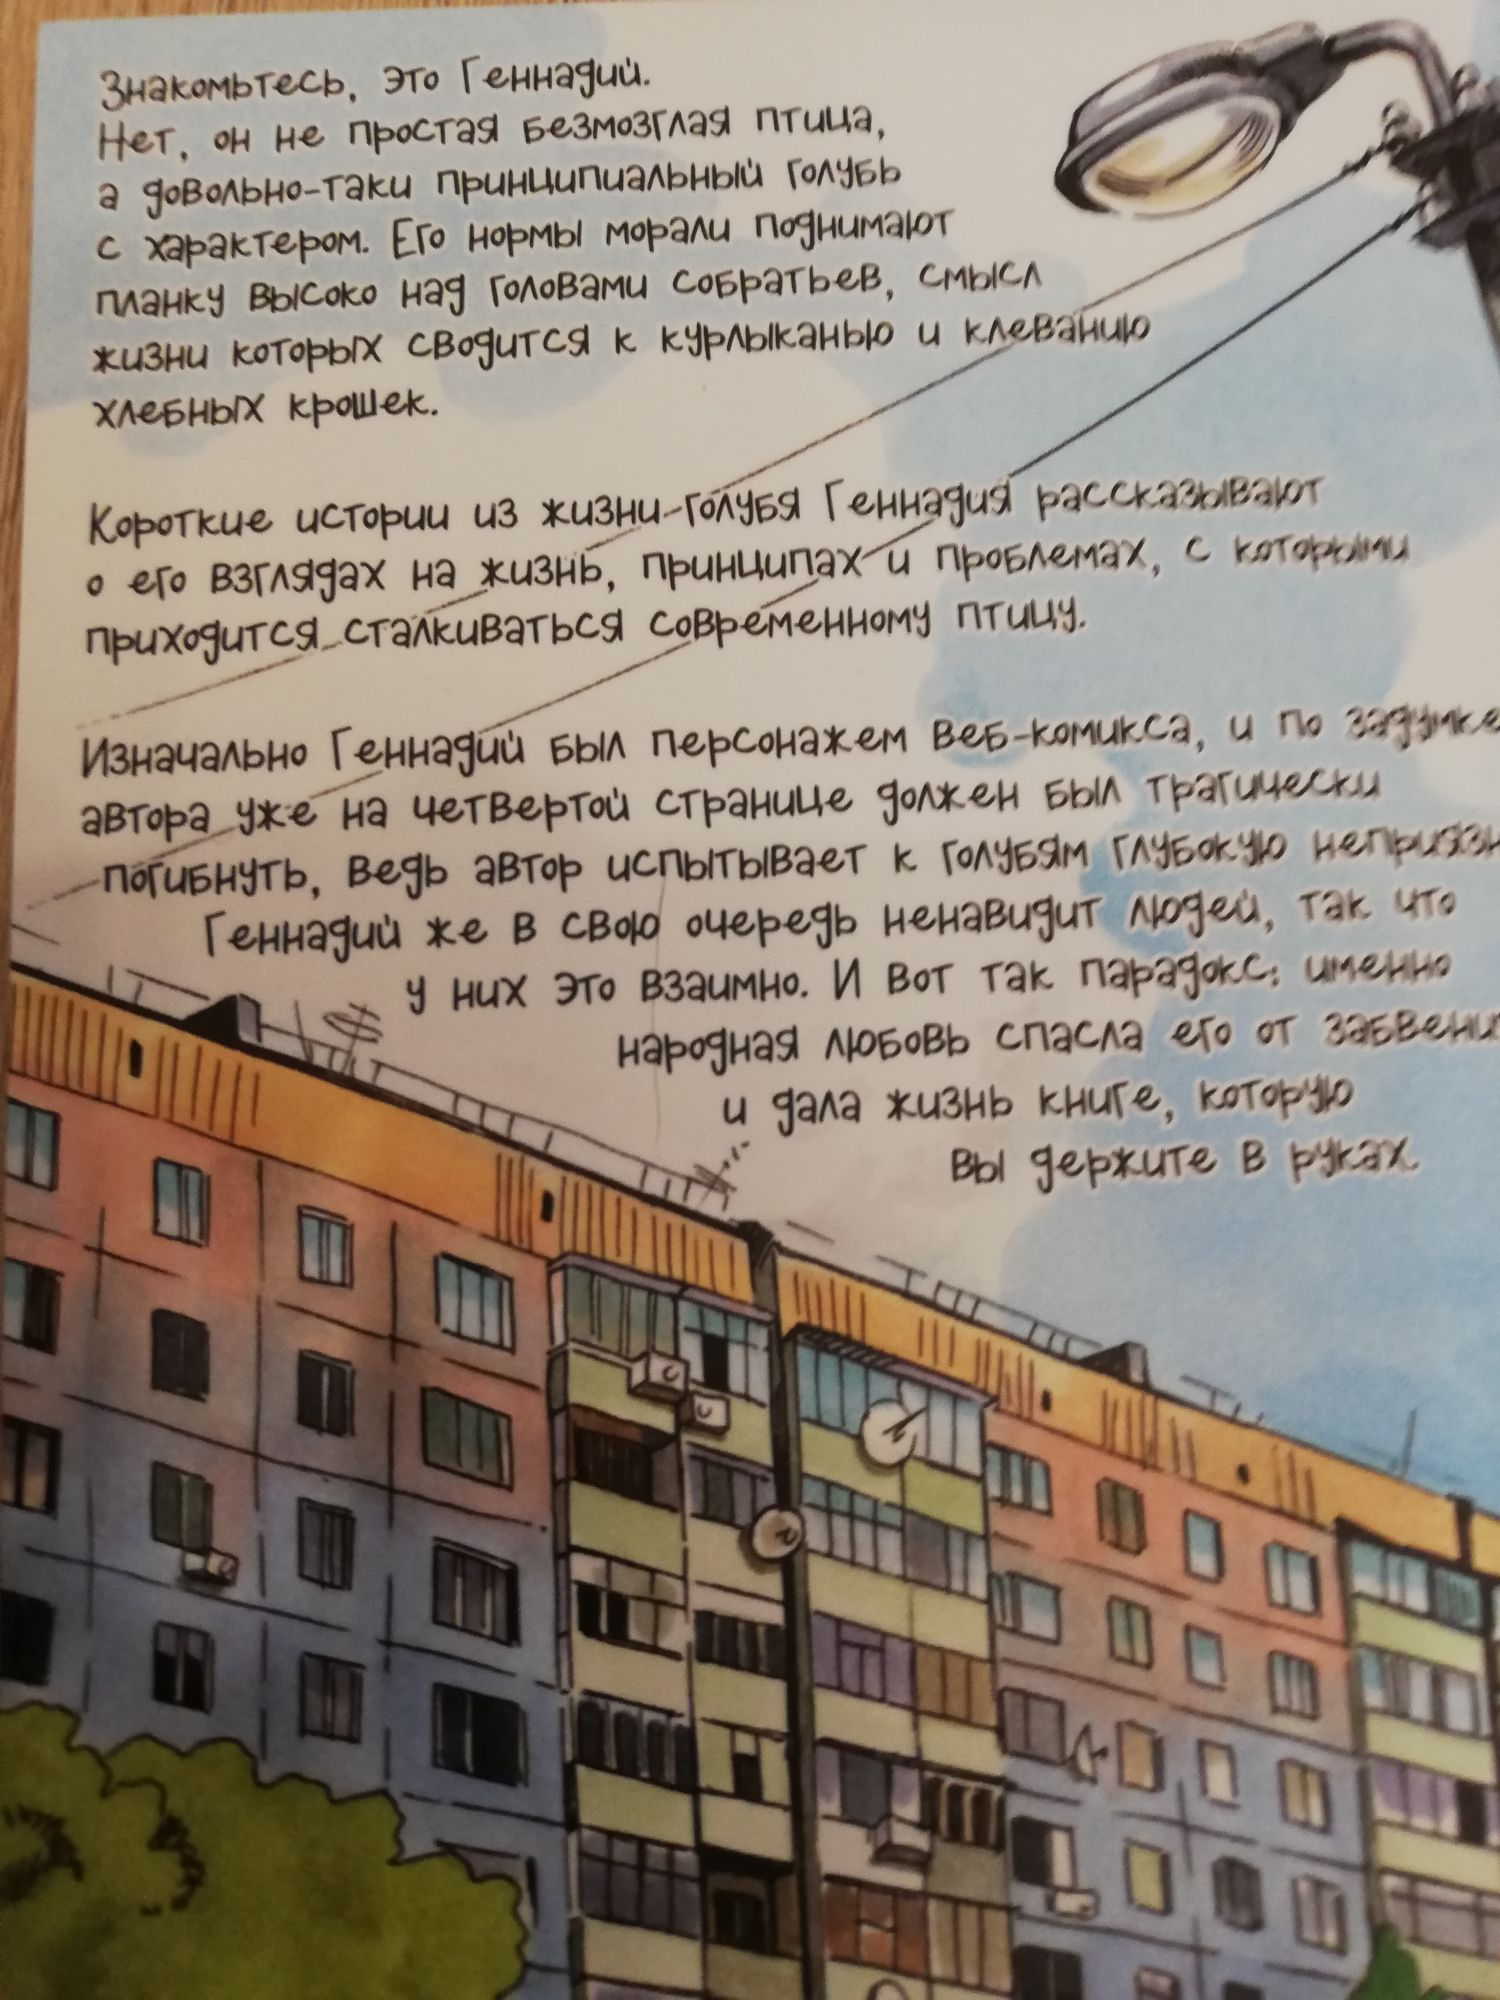 Знакомьтесь, это Геннадий.
Нет, он не простая безмозглая птица,
а довольно-таки принципиальный голубь
с характером. Его нормы морали поднимают
планку высоко над головами собратьев, смысл
жизни которых сводится к курлыканью и клеванию
хлебных крошек.
Короткие истории из жизни голубя Геннадия рассказывают
о его взглядах на жизнь, принципах и проблемах, с которыми
приходится сталкиваться современному птицу.
Изначально Геннадий был персонажем веб-комикса, и по задумке
автора уже на четвертой странице должен был трагически
погибнуть, ведь автор испытывает к голубям глубокую неприязн
Геннадий же в свою очередь ненавидит людей, так что
у них это взаимно. И вот так парадокс: именно
народная любовь спасла его от забвени
и дала жизнь книге, которую
вы держите в руках.